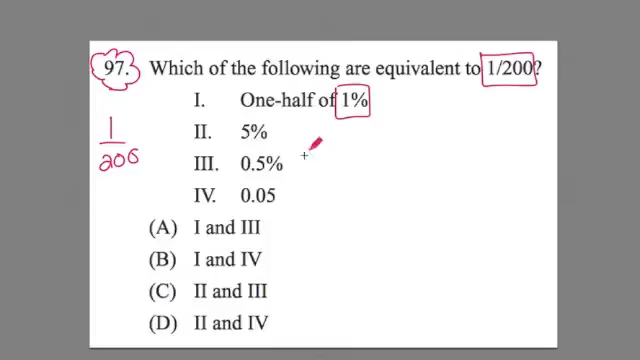 97. Which of the following are equivalent to 1/200?
I. One-half of 1%
II. 5%
1
200
III. 0.5%
IV. 0.05
(A) I and III
(B) I and IV
(C) II and III
(D) II and IV